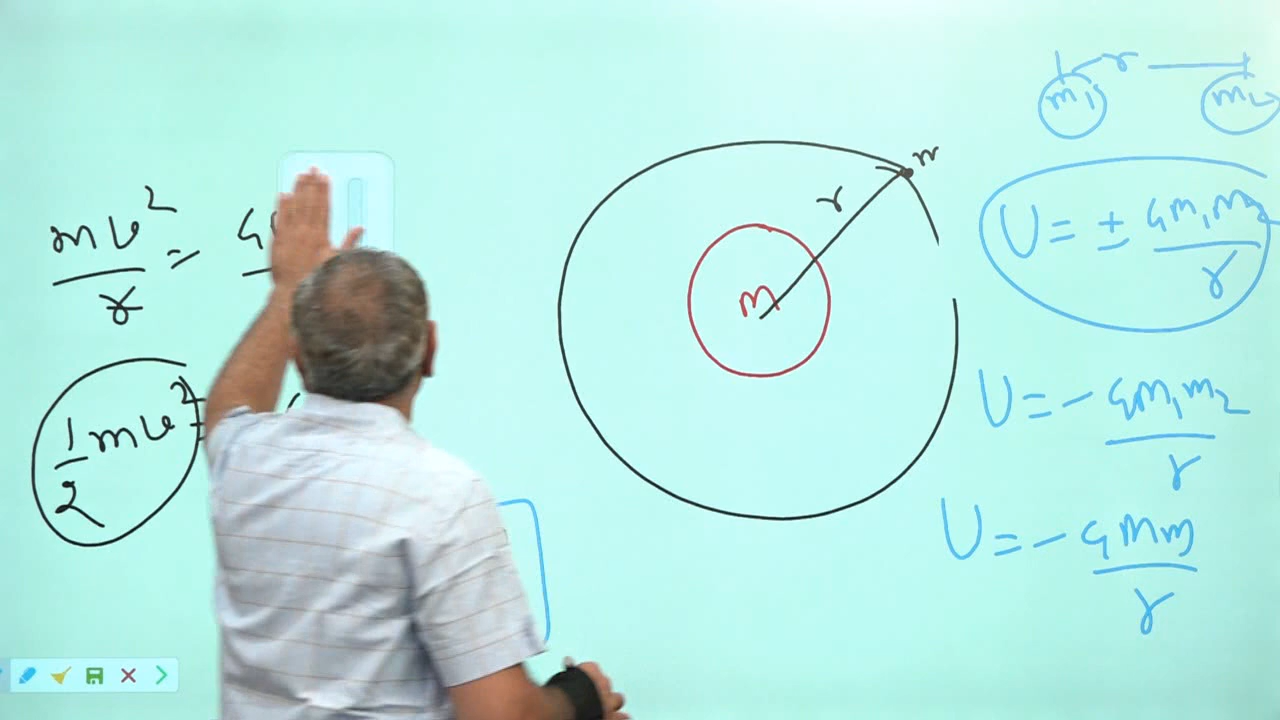 mv² / r = G
1/2 mv² =
m
r
M
m₁ r m₂
U = ± Gm₁m₂ / r
U = - Gm₁m₂ / r
U = - GMm / r